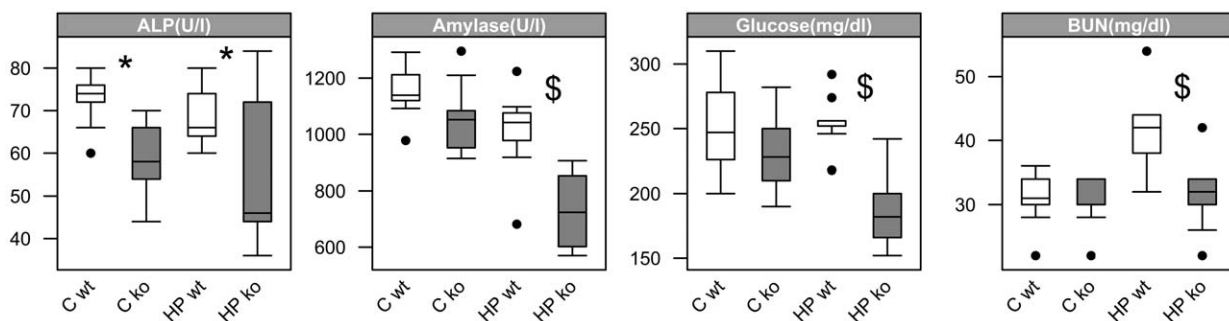 ALP(U/l)
80
70
60
50
40
* *
C wt
C ko
HP wt
HP ko
Amylase(U/l)
1200
1000
800
600
$
C wt
C ko
HP wt
HP ko
Glucose(mg/dl)
300
250
200
150
$
C wt
C ko
HP wt
HP ko
BUN(mg/dl)
50
40
30
$
C wt
C ko
HP wt
HP ko